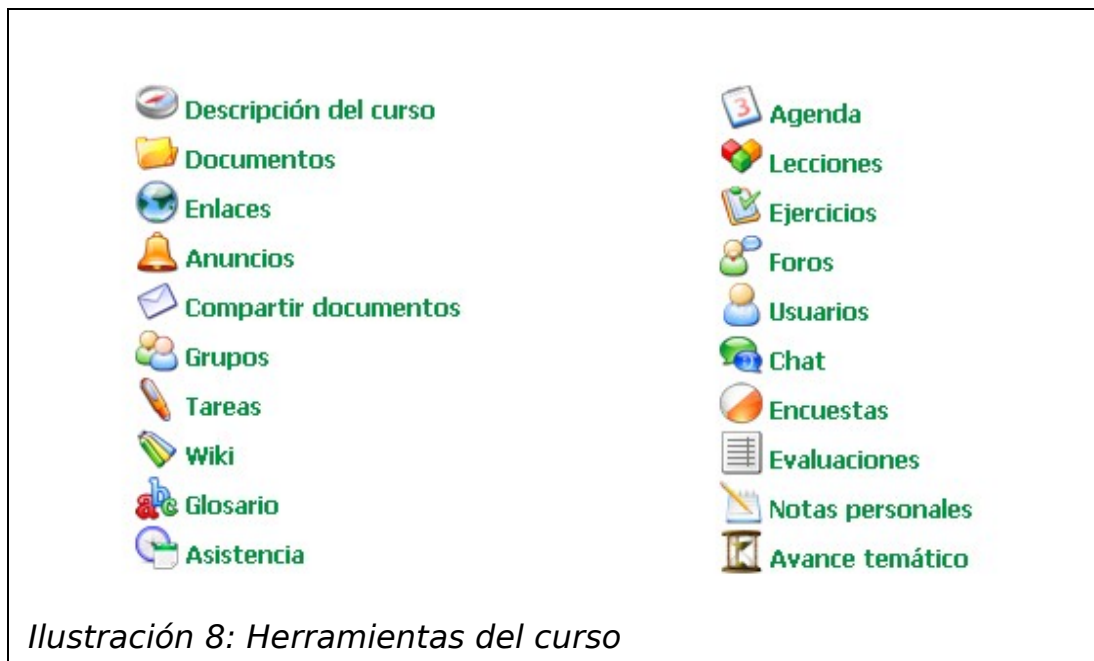 Descripción del curso
Documentos
Enlaces
Anuncios
Compartir documentos
Grupos
Tareas
Wiki
Glosario
Asistencia
3 Agenda
Lecciones
Ejercicios
Foros
Usuarios
Chat
Encuestas
Evaluaciones
Notas personales
Avance temático
Ilustración 8: Herramientas del curso